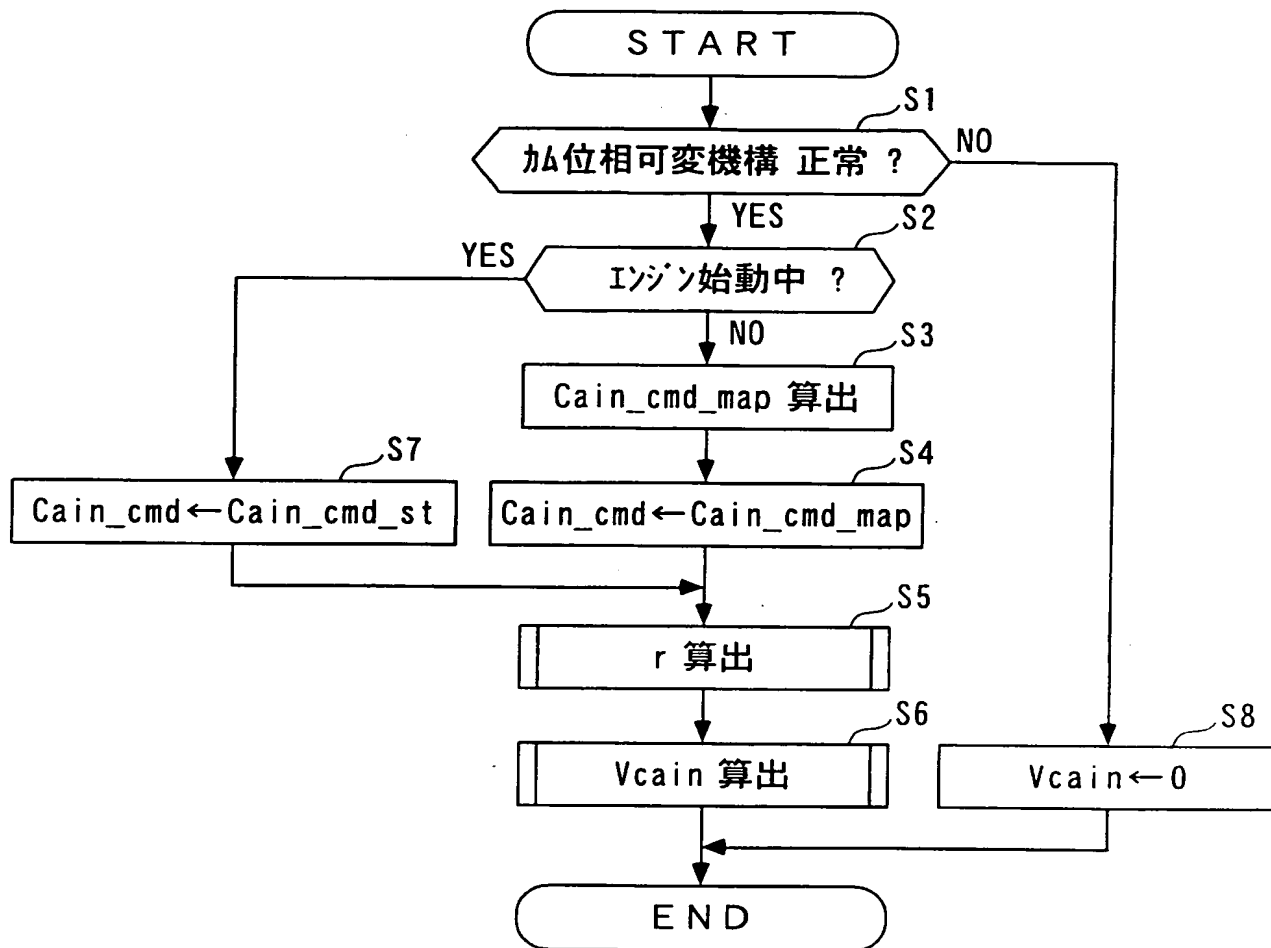 START
S1
ｶﾑ位相可変機構 正常 ?
NO
YES
S2
YES
ｴﾝｼﾞﾝ始動中 ?
NO
S3
Cain_cmd_map 算出
S7
S4
Cain_cmd←Cain_cmd_st
Cain_cmd←Cain_cmd_map
S5
r 算出
S6
S8
Vcain 算出
Vcain←0
END